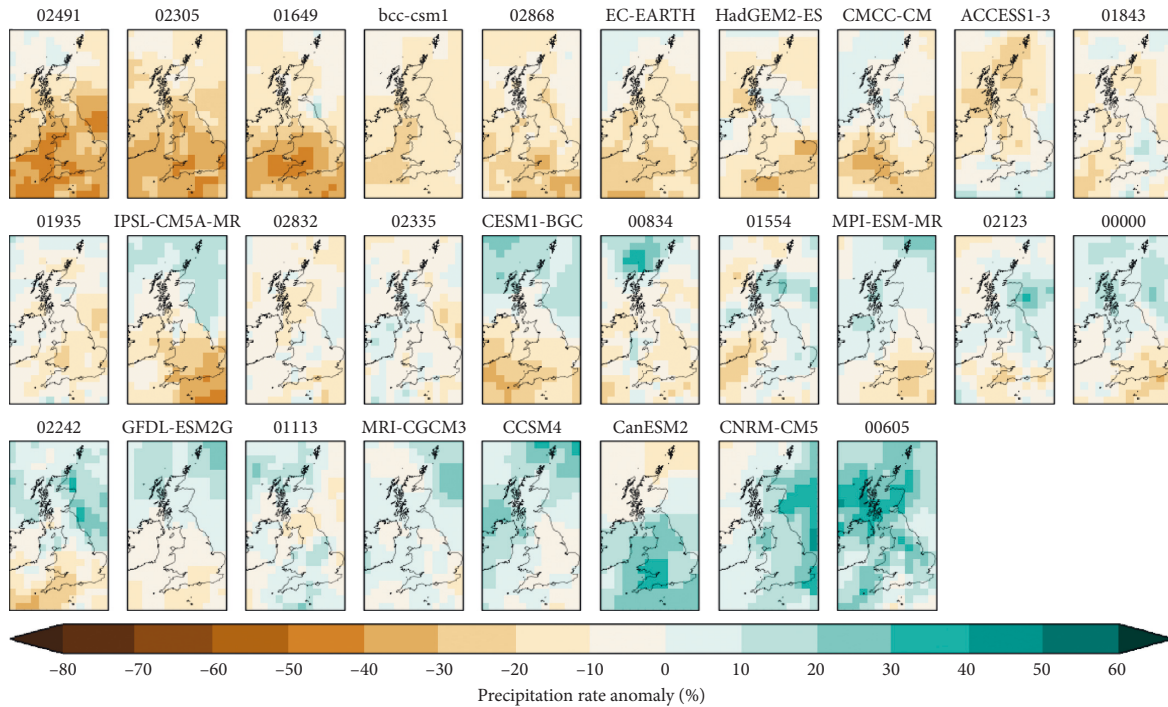 02491 02305 01649 bcc-csm1 02868 EC-EARTH HadGEM2-ES CMCC-CM ACCESS1-3 01843
01935 IPSL-CM5A-MR 02832 02335 CESM1-BGC 00834 01554 MPI-ESM-MR 02123 00000
02242 GFDL-ESM2G 01113 MRI-CGCM3 CCSM4 CanESM2 CNRM-CM5 00605
–80 –70 –60 –50 –40 –30 –20 –10 0 10 20 30 40 50 60
Precipitation rate anomaly (%)